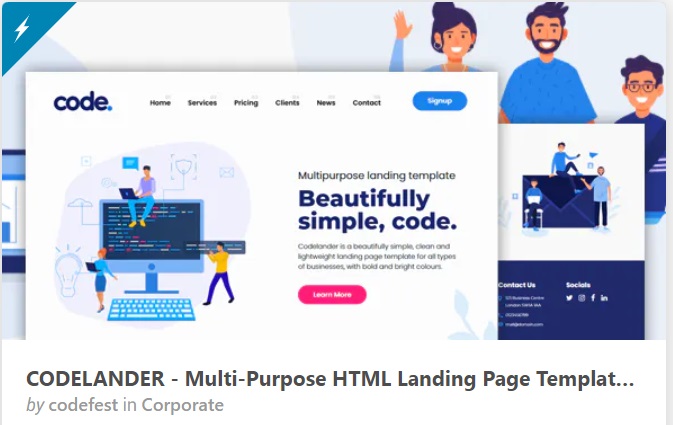 code.
Home Services Pricing Clients News Contact
Signup
Multipurpose landing template
Beautifully
simple, code.
Codelander is a beautifully simple, clean and
lightweight landing page template for all types
of businesses, with bold and bright colours.
Learn More
Contact Us
Socials
CODELANDER - Multi-Purpose HTML Landing Page Templat...
by codefest in Corporate